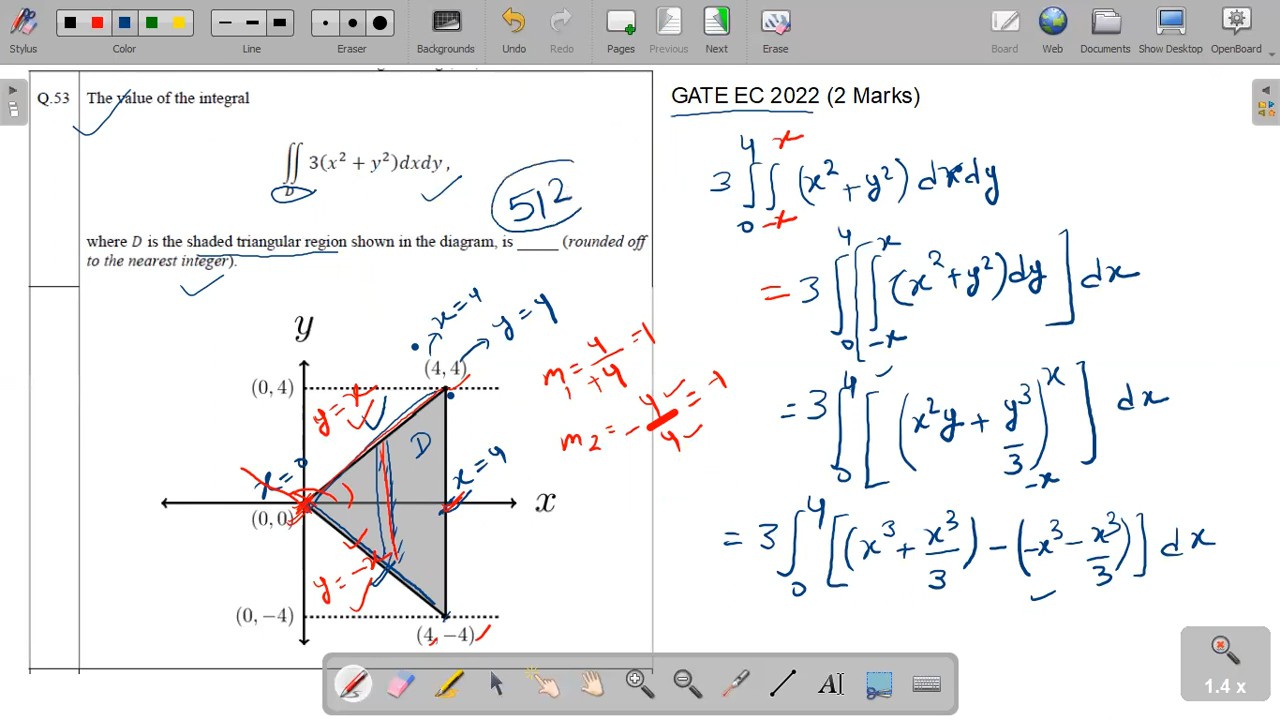 Stylus
Color
Line
Eraser
Backgrounds
Undo
Redo
Pages
Previous
Next
Erase
Board
Web
Documents
Show Desktop
OpenBoard
Q.53
The value of the integral
∬ 3(x² + y²)dxdy,
D
512
where D is the shaded triangular region shown in the diagram, is ____ (rounded off
to the nearest integer).
y
x=4
y=4
(4, 4)
(0, 4)
y=x
D
x=0
x=4
x
(0, 0)
y=-x
(0, −4)
(4, −4)
m₁ = 4/+4 = 1
m2 = -4/4 = -1
GATE EC 2022 (2 Marks)
3 ∫₀⁴ ∫₋ₓˣ (x² + y²) dxdy
= 3 ∫₀⁴ [ ∫₋ₓˣ (x² + y²) dy ] dx
= 3 ∫₀⁴ [ (x²y + y³/3)₋ₓˣ ] dx
= 3 ∫₀⁴ [ (x³ + x³/3) - (-x³ - x³/3) ] dx
1.4 x